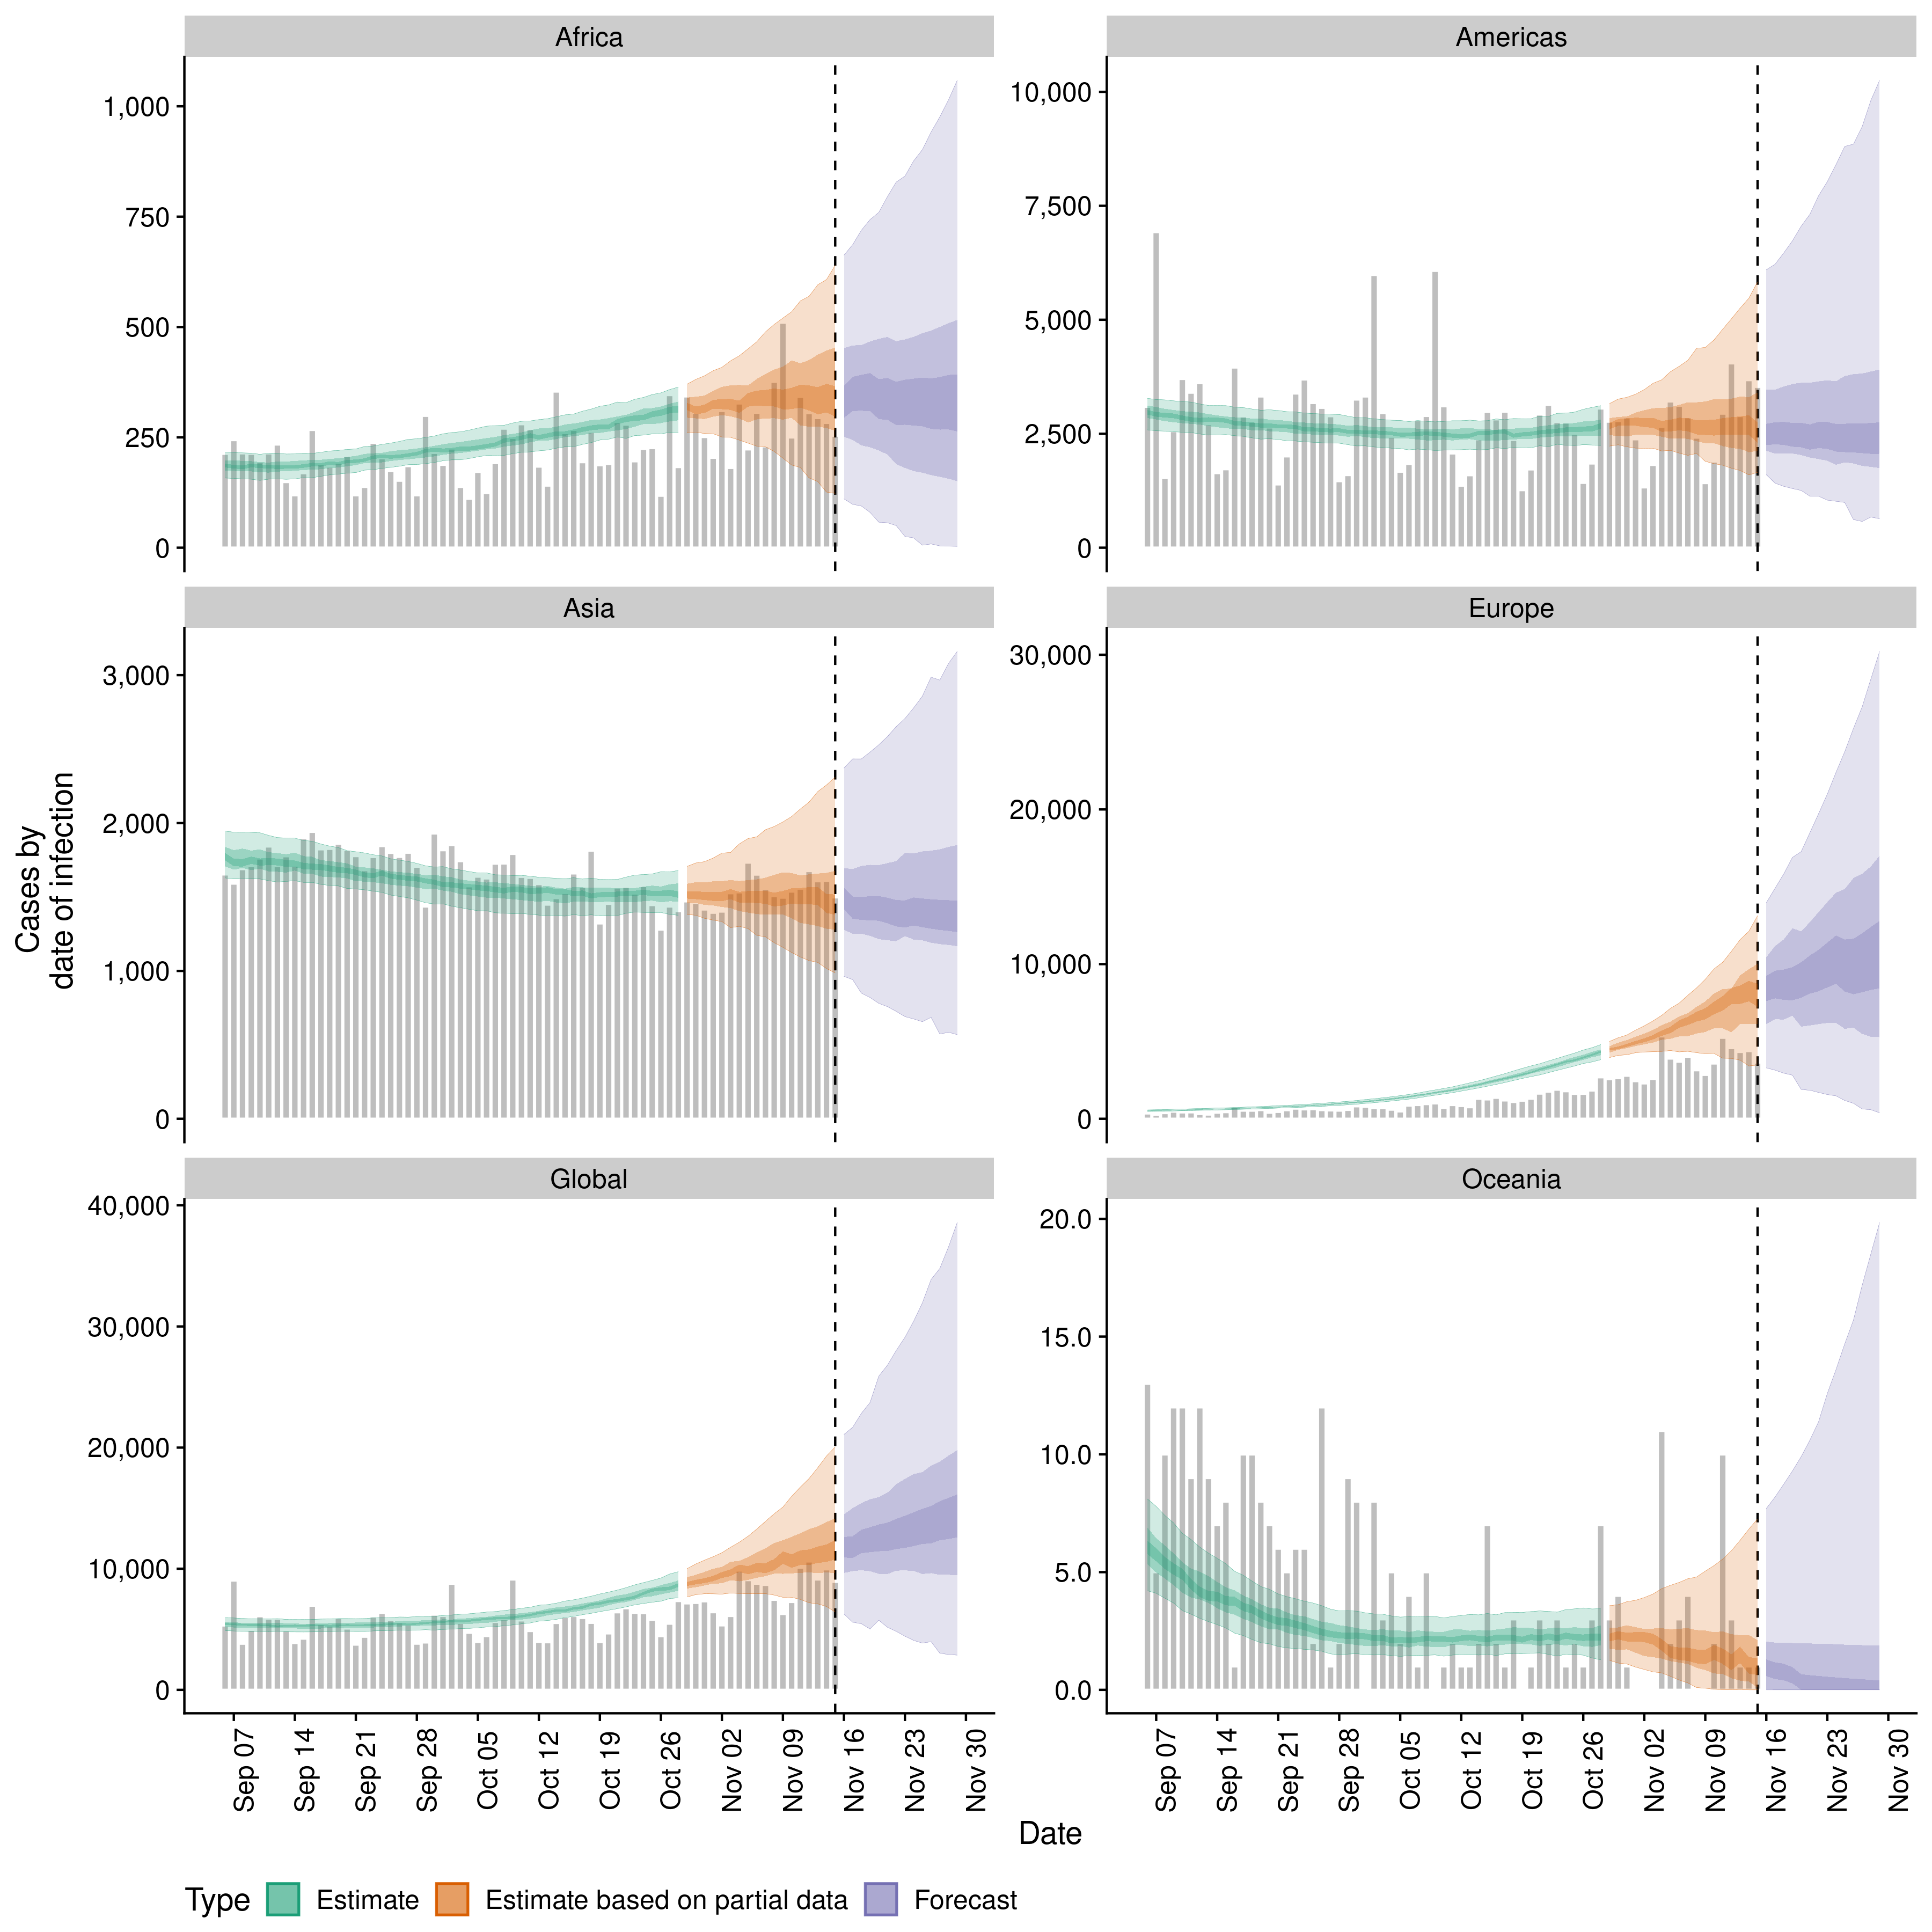 Africa
Americas
1,000
750
500
250
0
10,000
7,500
5,000
2,500
0
Asia
Europe
3,000
2,000
1,000
0
30,000
20,000
10,000
0
Global
Oceania
40,000
30,000
20,000
10,000
0
20.0
15.0
10.0
5.0
0.0
Cases by
date of infection
Sep 07
Sep 14
Sep 21
Sep 28
Oct 05
Oct 12
Oct 19
Oct 26
Nov 02
Nov 09
Nov 16
Nov 23
Nov 30
Sep 07
Sep 14
Sep 21
Sep 28
Oct 05
Oct 12
Oct 19
Oct 26
Nov 02
Nov 09
Nov 16
Nov 23
Nov 30
Date
Type Estimate Estimate based on partial data Forecast